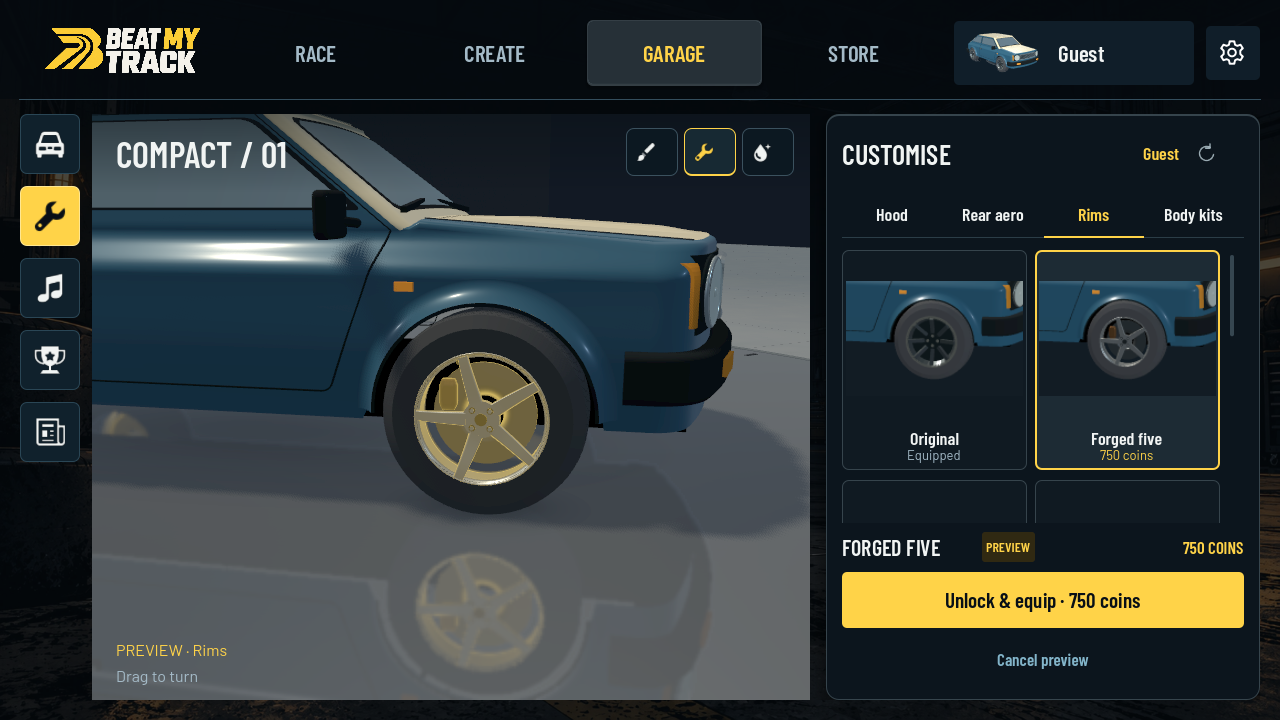 BEAT MY
TRACK
RACE
CREATE
GARAGE
STORE
Guest
COMPACT / 01
CUSTOMISE
Guest
Hood
Rear aero
Rims
Body kits
Original
Equipped
Forged five
750 coins
FORGED FIVE
PREVIEW
750 COINS
Unlock & equip · 750 coins
Cancel preview
PREVIEW · Rims
Drag to turn